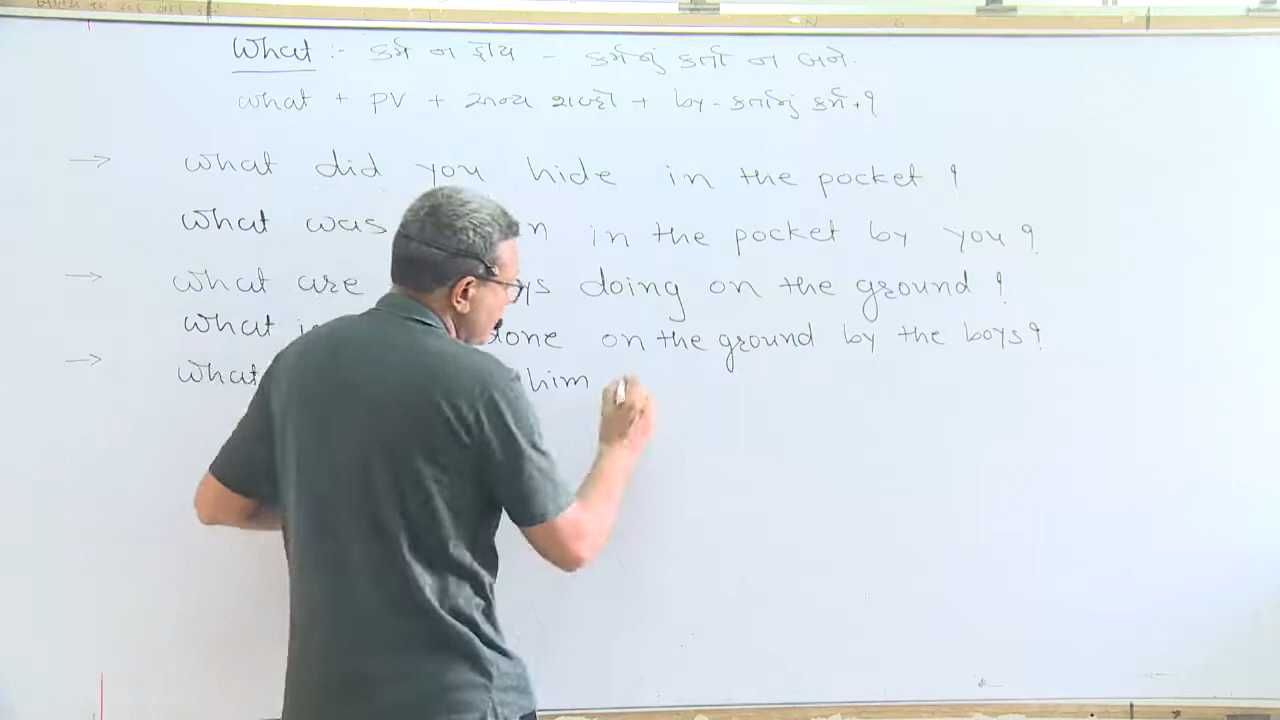 What :- કર્મ ન હોય - કર્મનું કર્તા ન બને.
what + PV + અન્ય શબ્દો + by - કર્તાનું કર્મ + ?
→ what did you hide in the pocket ?
what was n in the pocket by you ?
→ what are ys doing on the ground ?
what done on the ground by the boys ?
→ what him